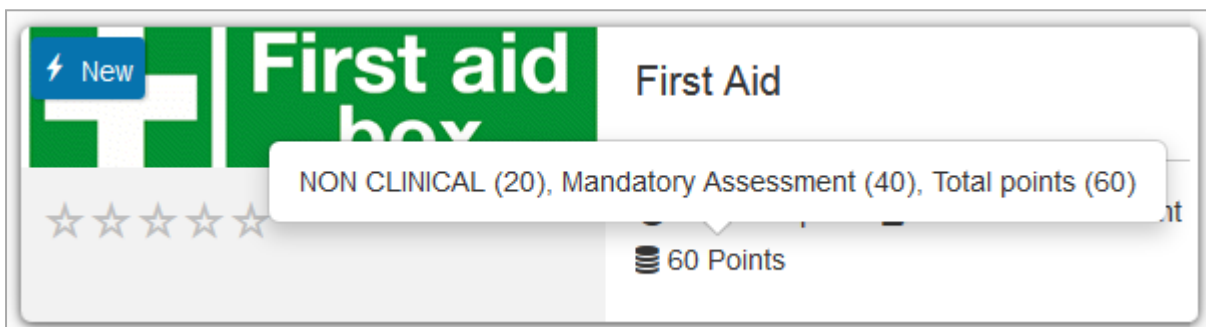 New
First aid
box
First Aid
NON CLINICAL (20), Mandatory Assessment (40), Total points (60)
60 Points